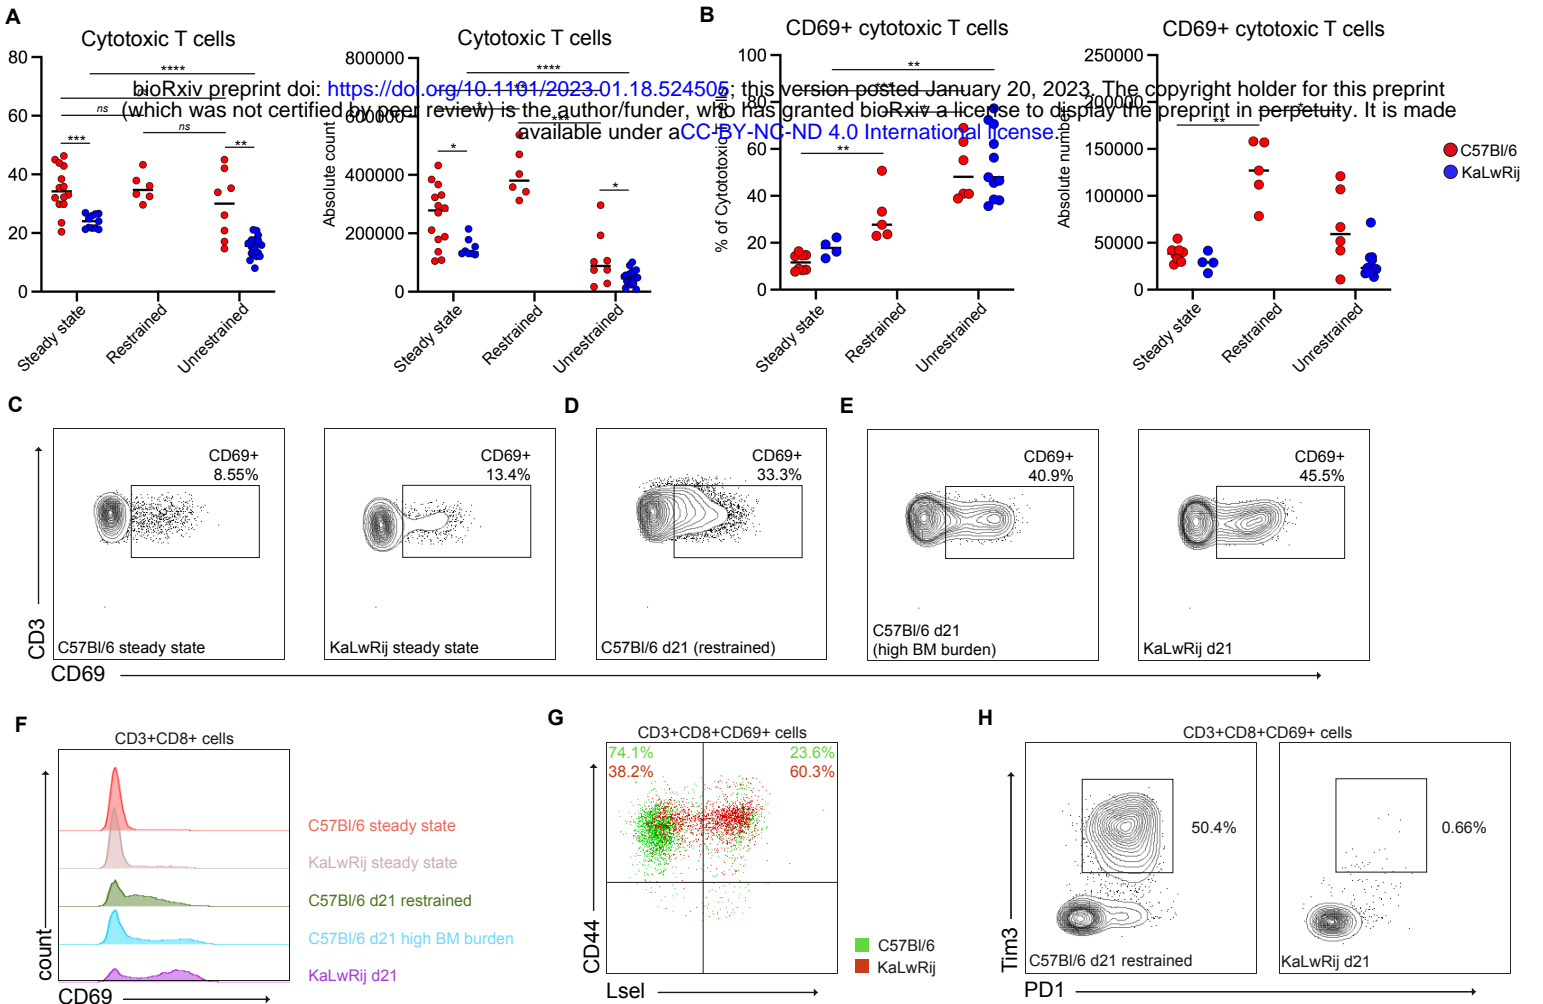 A
B
Cytotoxic T cells
Cytotoxic T cells
CD69+ cytotoxic T cells
CD69+ cytotoxic T cells
bioRxiv preprint doi: https://doi.org/10.1101/2023.01.18.524505; this version posted January 20, 2023. The copyright holder for this preprint
(which was not certified by peer review) is the author/funder, who has granted bioRxiv a license to display the preprint in perpetuity. It is made
available under aCC-BY-NC-ND 4.0 International license.
80
60
40
20
0
****
ns
ns
ns
***
**
Steady state
Restrained
Unrestrained
Absolute count
800000
600000
400000
200000
0
****
***
*
*
Steady state
Restrained
Unrestrained
% of Cytototoxic T cells
100
80
60
40
20
0
**
**
Steady state
Restrained
Unrestrained
Absolute number
250000
200000
150000
100000
50000
0
**
*
Steady state
Restrained
Unrestrained
C57Bl/6
KaLwRij
C
D
E
CD69+
8.55%
C57Bl/6 steady state
CD69+
13.4%
KaLwRij steady state
CD69+
33.3%
C57Bl/6 d21 (restrained)
CD69+
40.9%
C57Bl/6 d21
(high BM burden)
CD69+
45.5%
KaLwRij d21
CD3
CD69
F
CD3+CD8+ cells
C57Bl/6 steady state
KaLwRij steady state
C57Bl/6 d21 restrained
C57Bl/6 d21 high BM burden
KaLwRij d21
count
CD69
G
CD3+CD8+CD69+ cells
74.1%
23.6%
38.2%
60.3%
CD44
Lsel
C57Bl/6
KaLwRij
H
CD3+CD8+CD69+ cells
50.4%
0.66%
C57Bl/6 d21 restrained
KaLwRij d21
Tim3
PD1